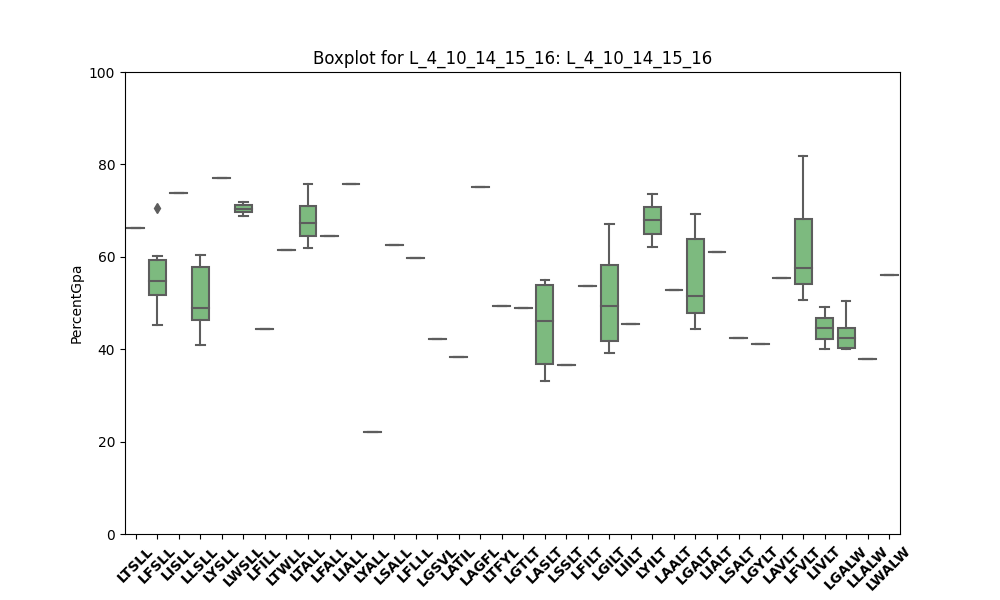 Boxplot for L_4_10_14_15_16: L_4_10_14_15_16
PercentGpa
100
80
60
40
20
0
LTSLL
LFSLL
LISLL
LLSLL
LYSLL
LWSLL
LFILL
LTWLL
LTALL
LFALL
LIALL
LYALL
LSALL
LFLLL
LGSVL
LATIL
LAGFL
LTFYL
LGTLT
LASLT
LSSLT
LFILT
LGILT
LIILT
LYILT
LAALT
LGALT
LIALT
LSALT
LGYLT
LAVLT
LFVLT
LIVLT
LGALW
LLALW
LWALW